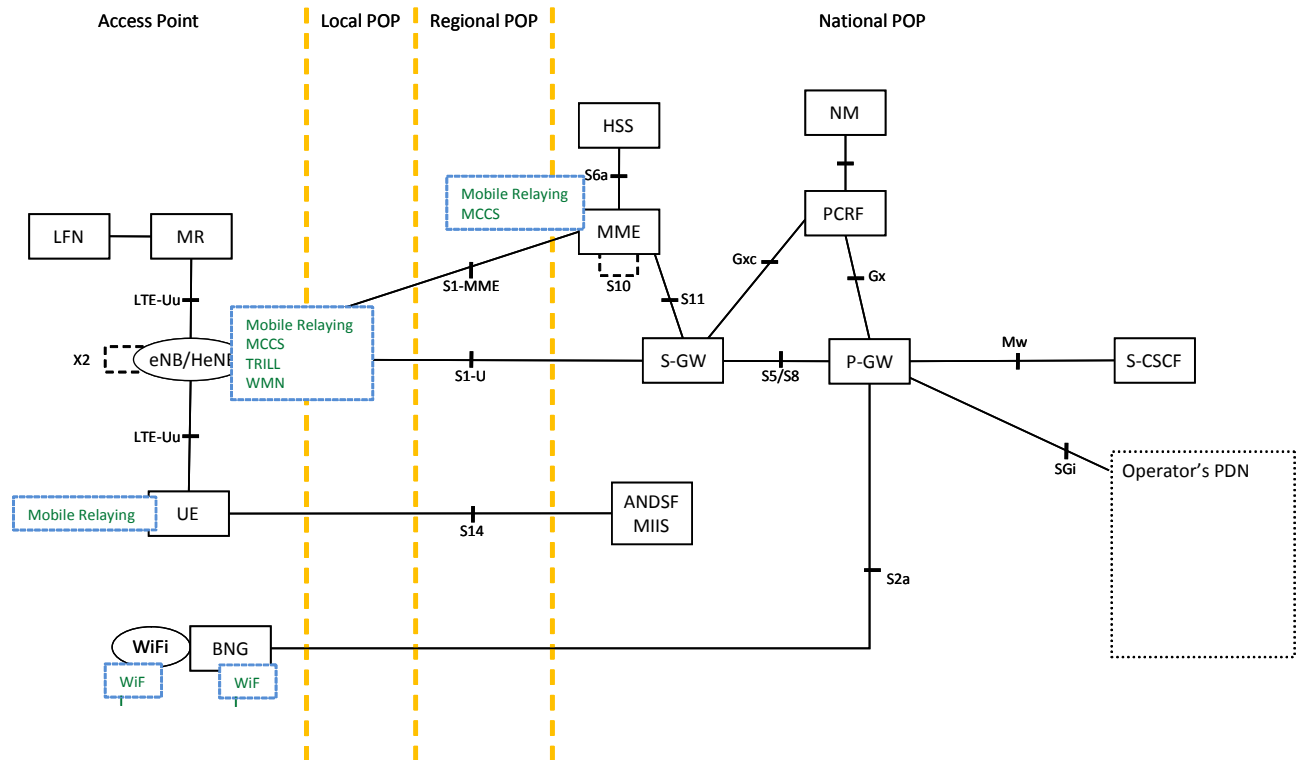 Access Point
Local POP
Regional POP
National POP
HSS
NM
S6a
Mobile Relaying
MCCS
MME
PCRF
LFN
MR
S10
Gxc
Gx
S1-MME
S11
LTE-Uu
Mobile Relaying
MCCS
TRILL
WMN
X2
eNB/HeNB
S1-U
S-GW
S5/S8
P-GW
Mw
S-CSCF
LTE-Uu
SGi
Operator's PDN
Mobile Relaying
UE
S14
ANDSF
MIIS
S2a
WiFi
BNG
WiF
WiF